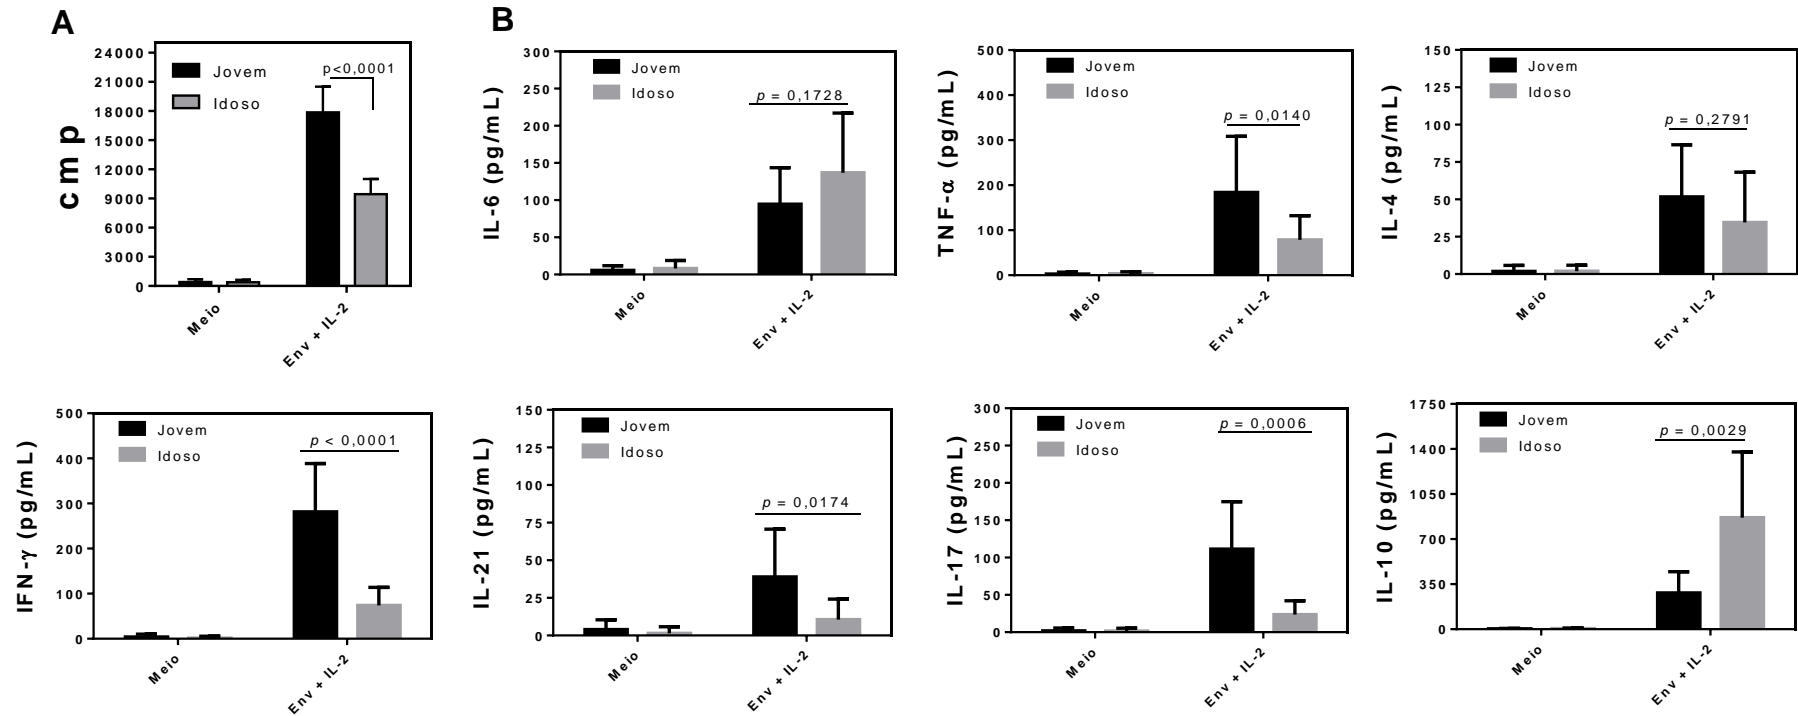 A
cmp
24000
21000
18000
15000
12000
9000
6000
3000
0
Jovem
Idoso
p<0,0001
Meio
Env + IL-2
B
IL-6 (pg/mL)
300
250
200
150
100
50
0
Jovem
Idoso
p = 0,1728
Meio
Env + IL-2
TNF-α (pg/mL)
500
400
300
200
100
0
Jovem
Idoso
p = 0,0140
Meio
Env + IL-2
IL-4 (pg/mL)
150
125
100
75
50
25
0
Jovem
Idoso
p = 0,2791
Meio
Env + IL-2
IFN-γ (pg/mL)
500
400
300
200
100
0
Jovem
Idoso
p < 0,0001
Meio
Env + IL-2
IL-21 (pg/mL)
150
125
100
75
50
25
0
Jovem
Idoso
p = 0,0174
Meio
Env + IL-2
IL-17 (pg/mL)
300
250
200
150
100
50
0
Jovem
Idoso
p = 0,0006
Meio
Env + IL-2
IL-10 (pg/mL)
1750
1400
1050
700
350
0
Jovem
Idoso
p = 0,0029
Meio
Env + IL-2